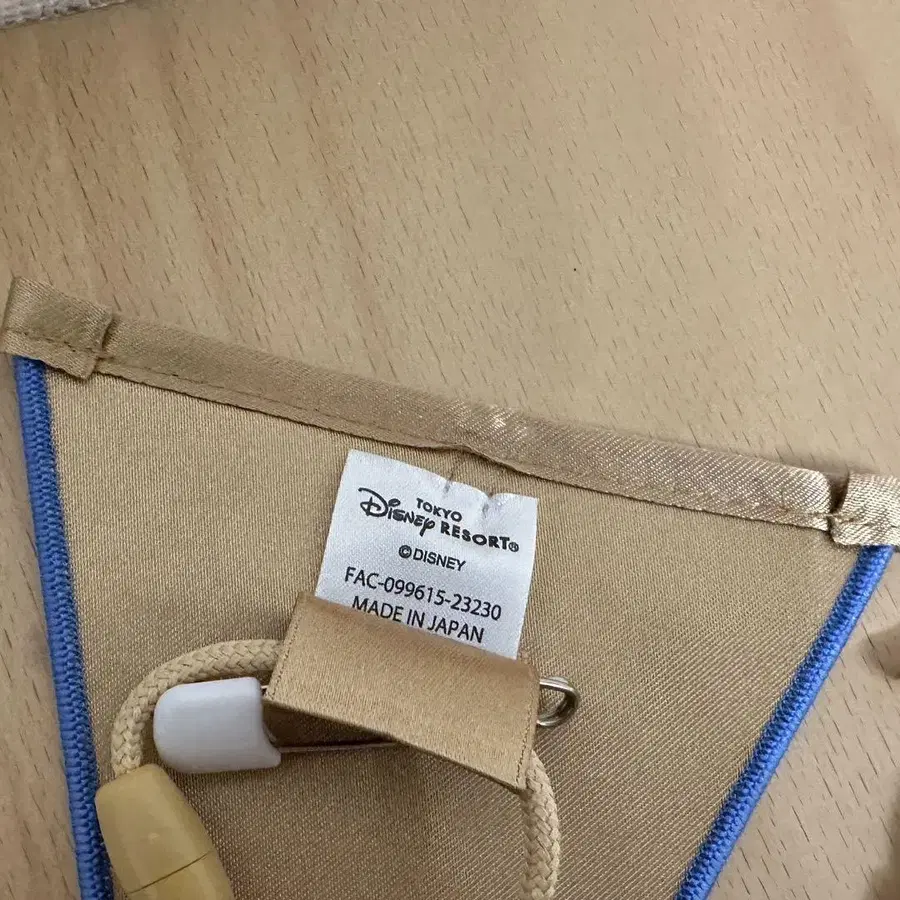 TOKYO
Disney RESORT®
© DISNEY
FAC-099615-23230
MADE IN JAPAN